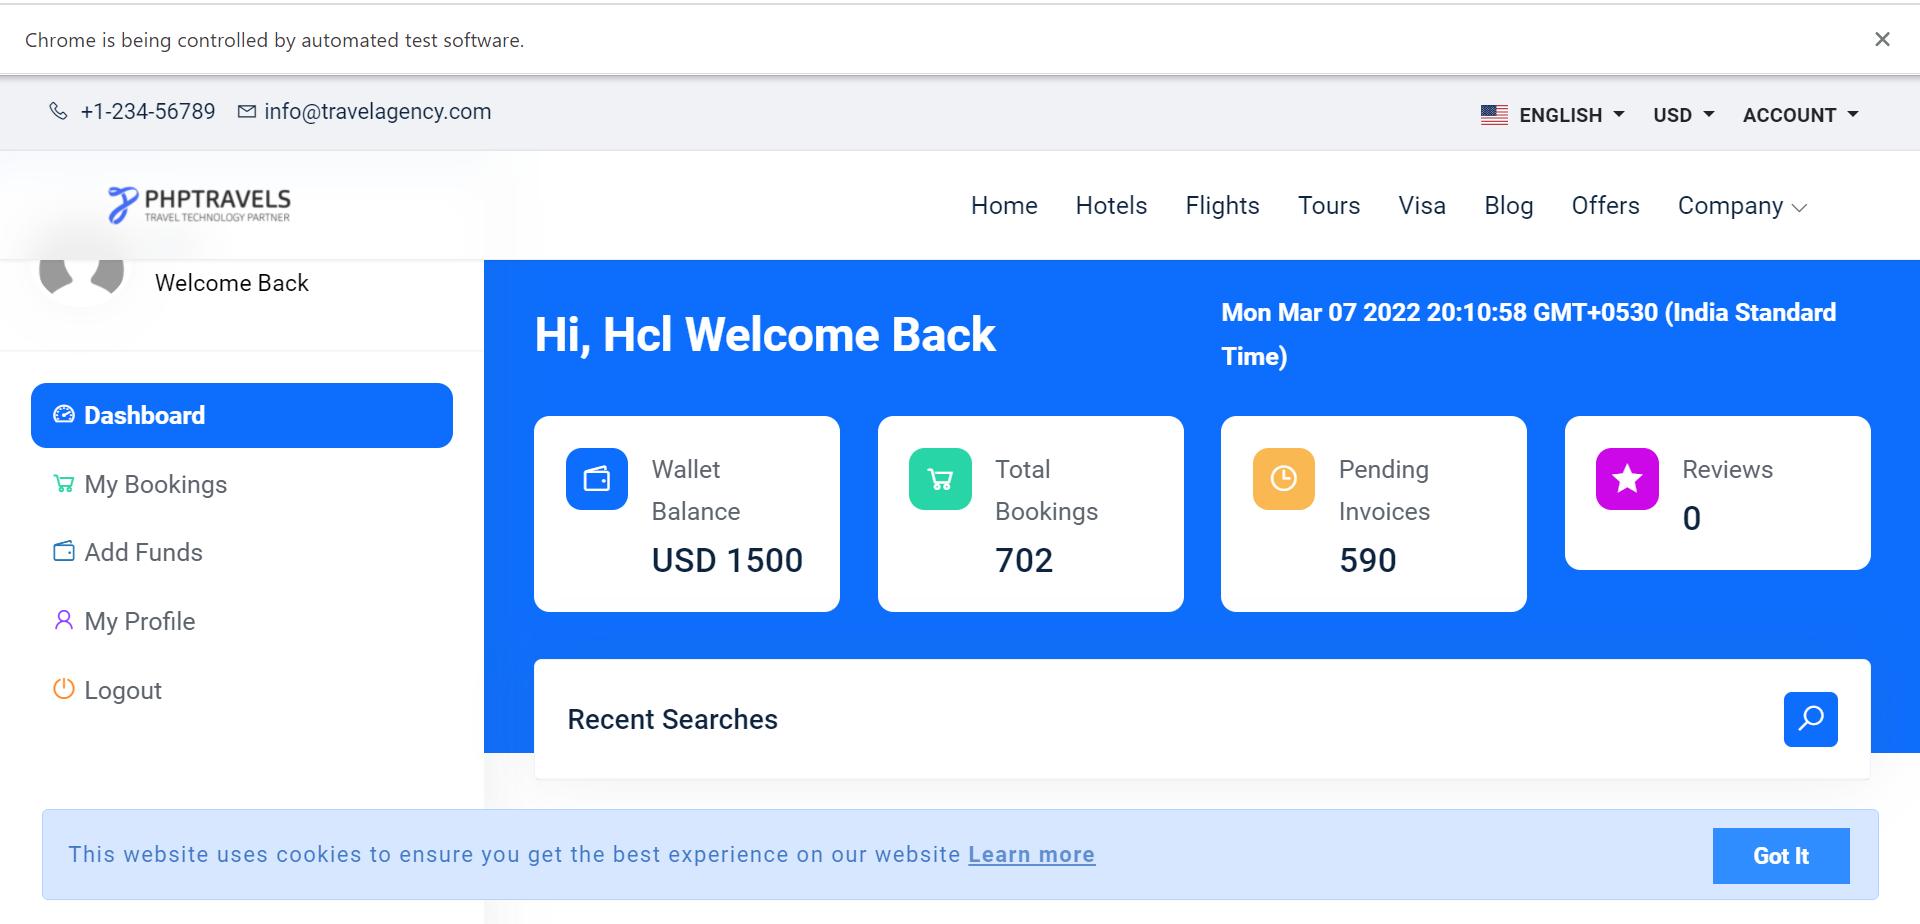 Chrome is being controlled by automated test software.
+1-234-56789 info@travelagency.com
ENGLISH USD ACCOUNT
PHPTRAVELS
TRAVEL TECHNOLOGY PARTNER
Home Hotels Flights Tours Visa Blog Offers Company
Welcome Back
Dashboard
My Bookings
Add Funds
My Profile
Logout
Hi, Hcl Welcome Back
Mon Mar 07 2022 20:10:58 GMT+0530 (India Standard
Time)
Wallet
Balance
USD 1500
Total
Bookings
702
Pending
Invoices
590
Reviews
0
Recent Searches
This website uses cookies to ensure you get the best experience on our website Learn more
Got It